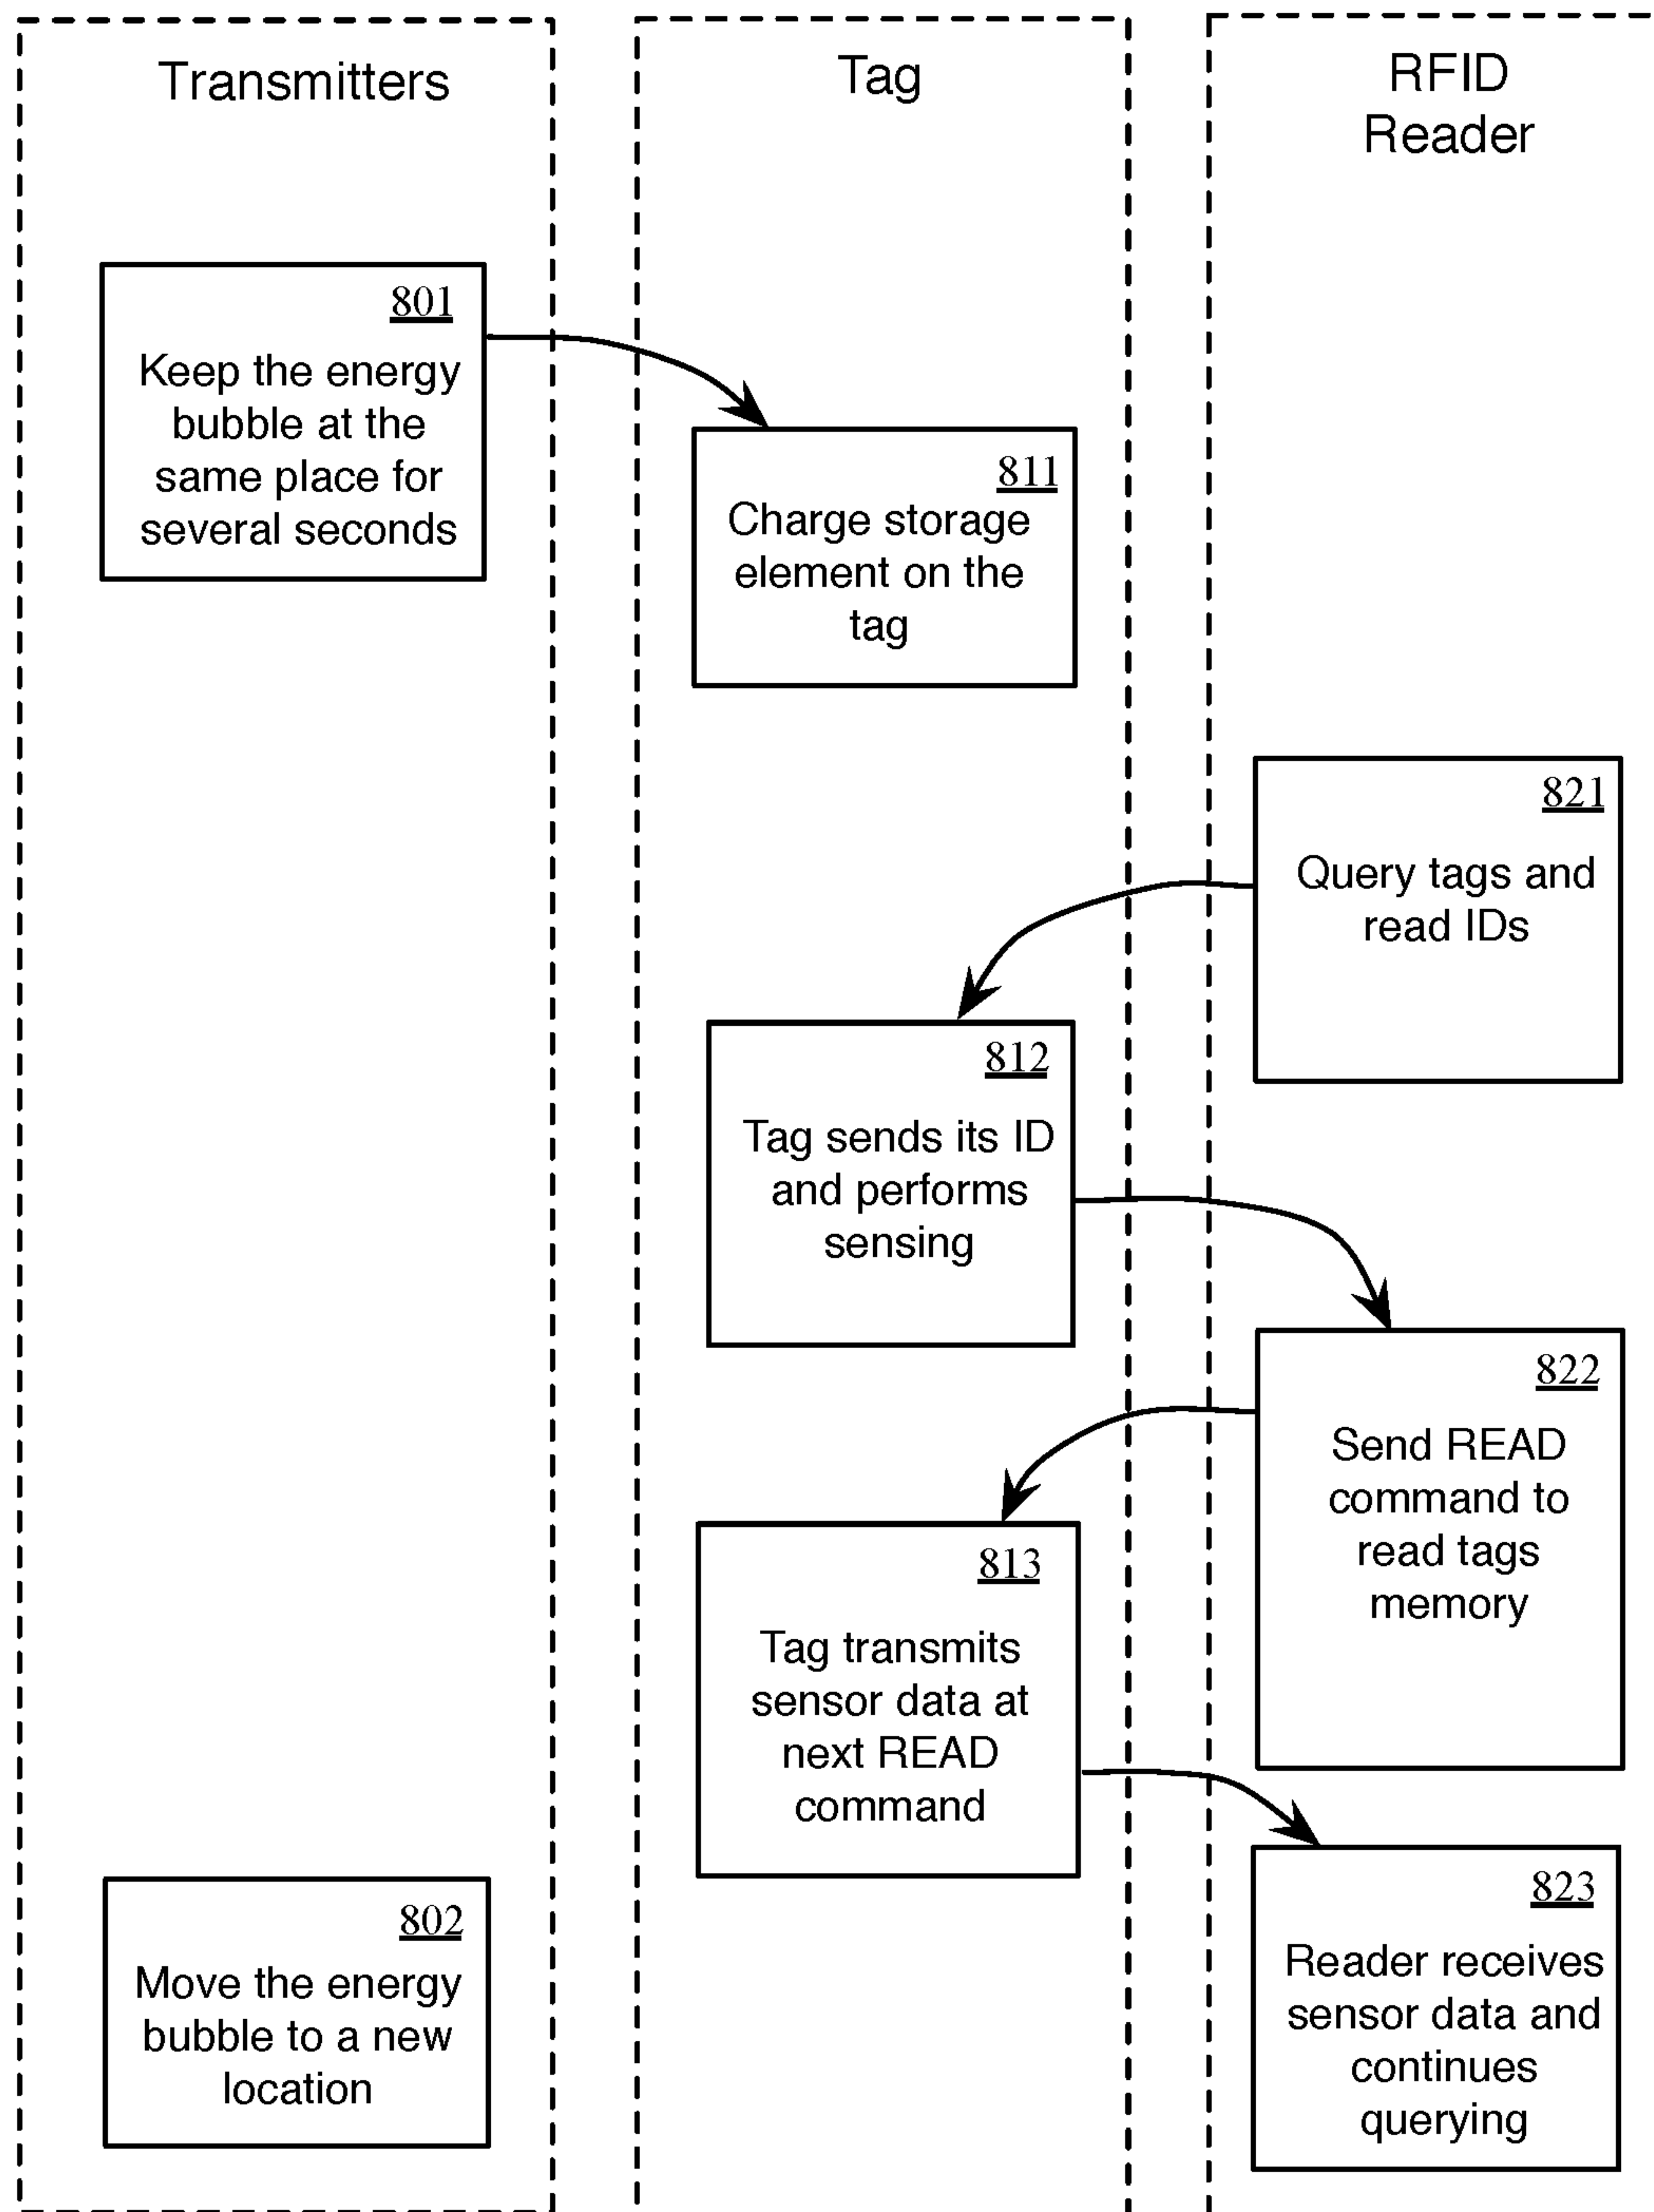 Transmitters
Tag
RFID
Reader
801
Keep the energy
bubble at the
same place for
several seconds
811
Charge storage
element on the
tag
821
Query tags and
read IDs
812
Tag sends its ID
and performs
sensing
822
Send READ
command to
read tags
memory
813
Tag transmits
sensor data at
next READ
command
823
Reader receives
sensor data and
continues
querying
802
Move the energy
bubble to a new
location